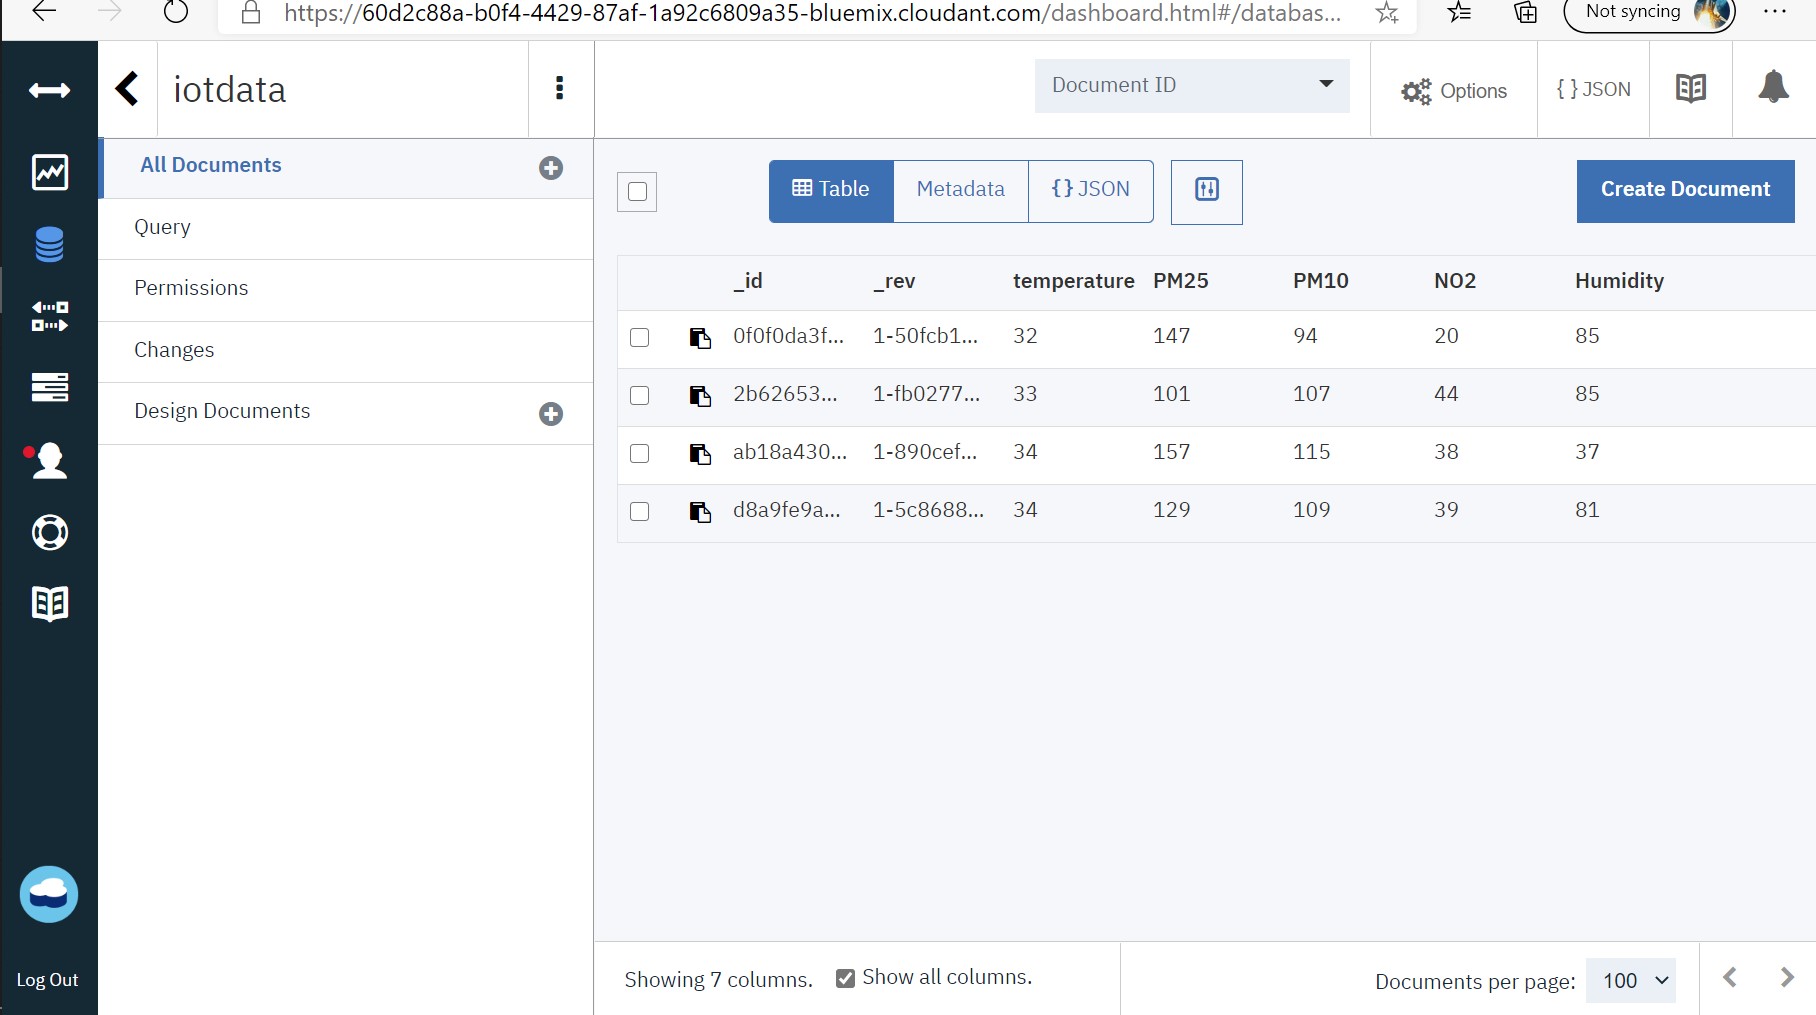 https://60d2c88a-b0f4-4429-87af-1a92c6809a35-bluemix.cloudant.com/dashboard.html#/databas...
Not syncing
iotdata
Document ID
Options
{ } JSON
All Documents
Query
Permissions
Changes
Design Documents
Table Metadata {} JSON
Create Document
_id _rev temperature PM25 PM10 NO2 Humidity
0f0f0da3f... 1-50fcb1... 32 147 94 20 85
2b62653... 1-fb0277... 33 101 107 44 85
ab18a430... 1-890cef... 34 157 115 38 37
d8a9fe9a... 1-5c8688... 34 129 109 39 81
Log Out
Showing 7 columns. Show all columns.
Documents per page: 100